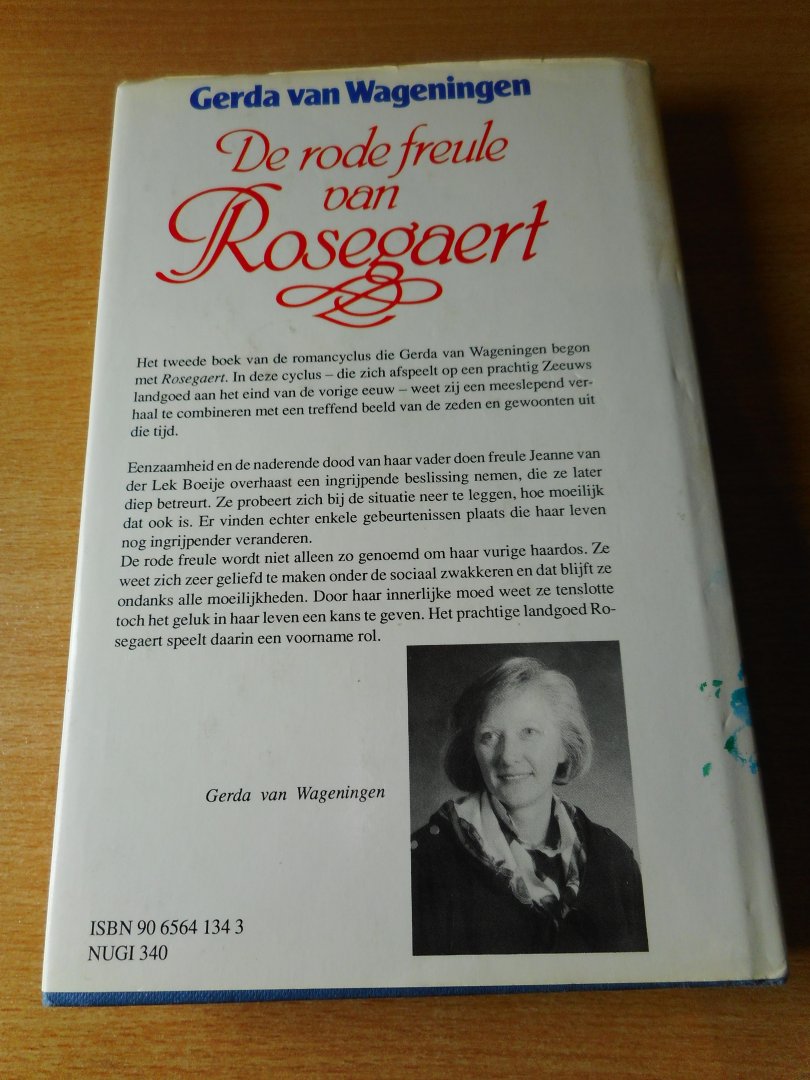 Gerda van Wageningen
De rode freule
van
Rosegaert
Het tweede boek van de romancyclus die Gerda van Wageningen begon
met Rosegaert. In deze cyclus – die zich afspeelt op een prachtig Zeeuws
landgoed aan het eind van de vorige eeuw – weet zij een meeslepend ver-
haal te combineren met een treffend beeld van de zeden en gewoonten uit
die tijd.
Eenzaamheid en de naderende dood van haar vader doen freule Jeanne van
der Lek Boeije overhaast een ingrijpende beslissing nemen, die ze later
diep betreurt. Ze probeert zich bij de situatie neer te leggen, hoe moeilijk
dat ook is. Er vinden echter enkele gebeurtenissen plaats die haar leven
nog ingrijpender veranderen.
De rode freule wordt niet alleen zo genoemd om haar vurige haardos. Ze
weet zich zeer geliefd te maken onder de sociaal zwakkeren en dat blijft ze
ondanks alle moeilijkheden. Door haar innerlijke moed weet ze tenslotte
toch het geluk in haar leven een kans te geven. Het prachtige landgoed Ro-
segaert speelt daarin een voorname rol.
Gerda van Wageningen
ISBN 90 6564 134 3
NUGI 340